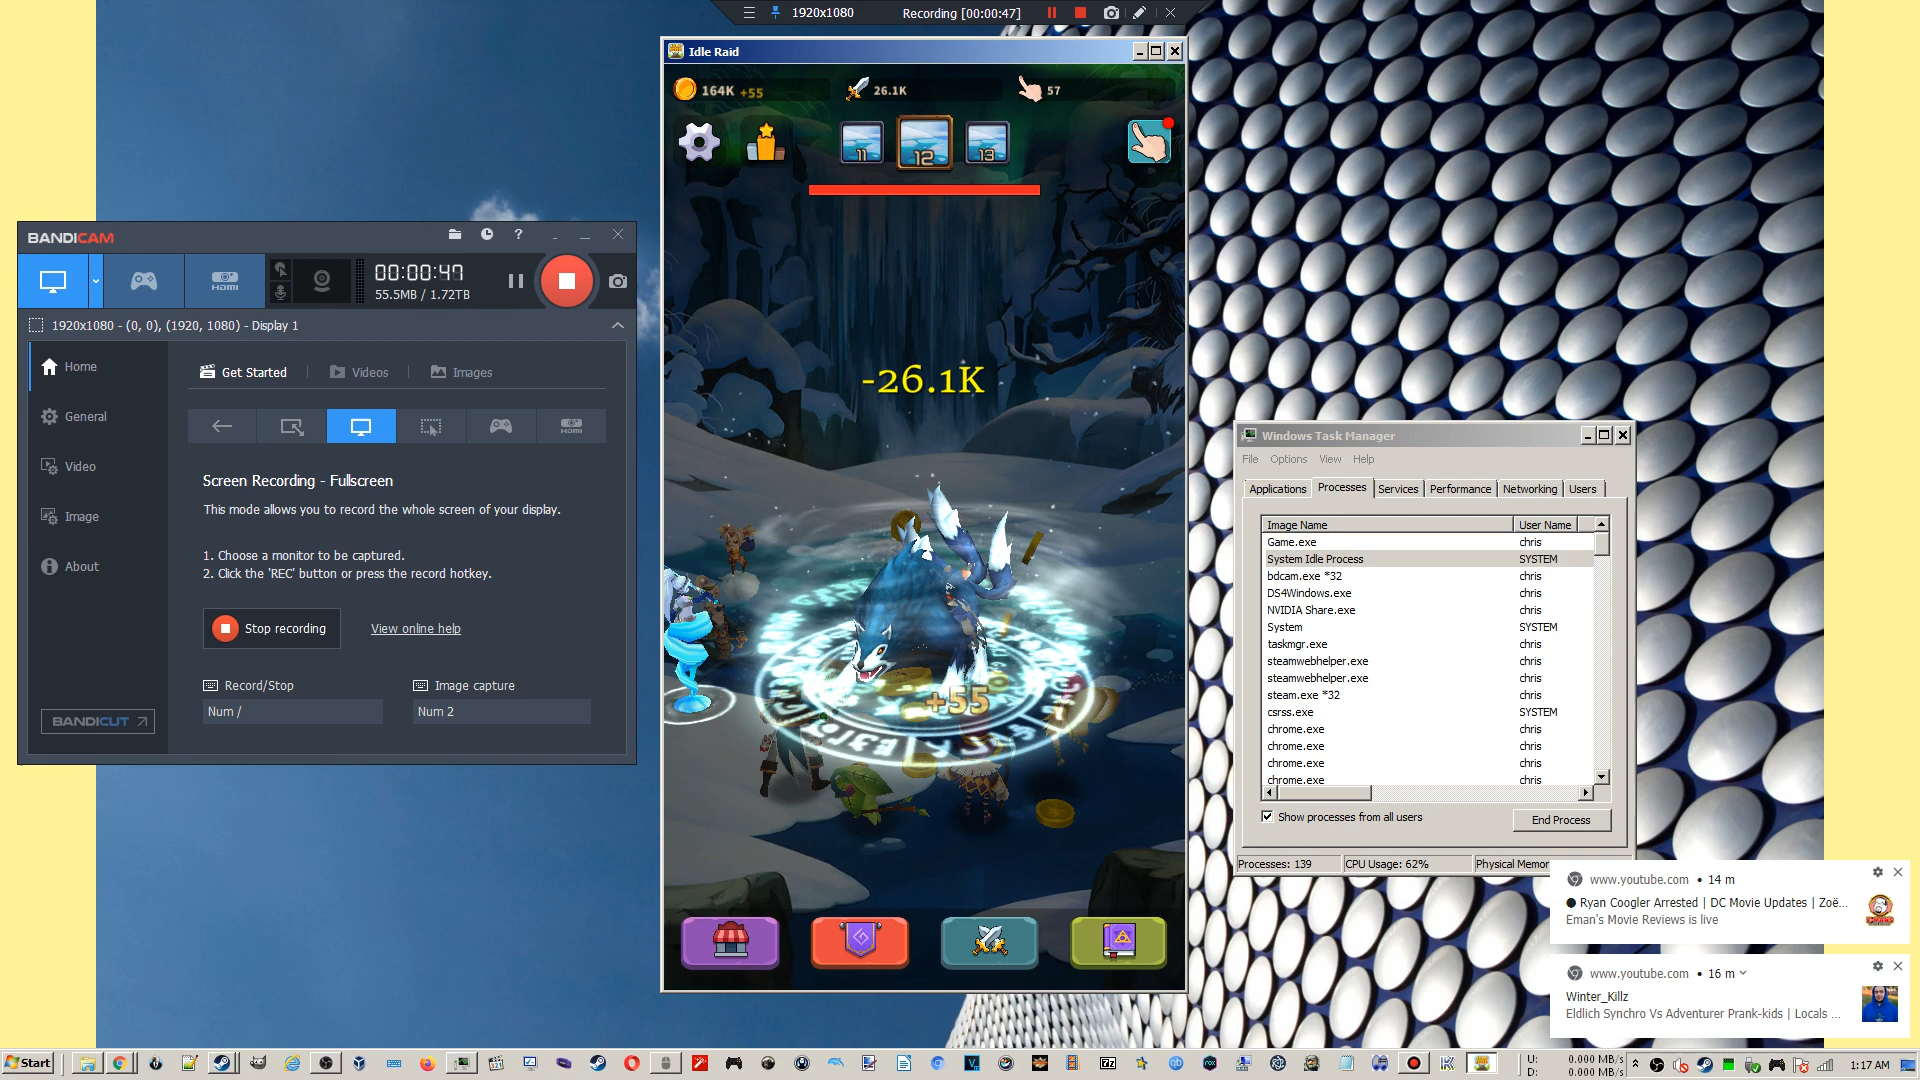 1920x1080
Recording [00:00:47]
Idle Raid
164K +55
26.1K
57
11
12
13
-26.1K
+55
BANDICAM
?
HDMI
00:00:47
55.5MB / 1.72TB
1920x1080 - (0, 0), (1920, 1080) - Display 1
Home
General
Video
Image
About
BANDICUT
Get Started
Videos
Images
HDMI
Screen Recording - Fullscreen
This mode allows you to record the whole screen of your display.
1. Choose a monitor to be captured.
2. Click the 'REC' button or press the record hotkey.
Stop recording
View online help
Record/Stop
Image capture
Num /
Num 2
Windows Task Manager
File Options View Help
Applications Processes Services Performance Networking Users
Image Name User Name
Game.exe chris
System Idle Process SYSTEM
bdcam.exe *32 chris
DS4Windows.exe chris
NVIDIA Share.exe chris
System SYSTEM
taskmgr.exe chris
steamwebhelper.exe chris
steamwebhelper.exe chris
steam.exe *32 chris
csrss.exe SYSTEM
chrome.exe chris
chrome.exe chris
chrome.exe chris
chrome.exe chris
Show processes from all users
End Process
Processes: 139 CPU Usage: 62% Physical Memor
www.youtube.com • 14 m
● Ryan Coogler Arrested | DC Movie Updates | Zoë...
Eman's Movie Reviews is live
www.youtube.com • 16 m
Winter_Killz
Eldlich Synchro Vs Adventurer Prank-kids | Locals ...
Start
U: 0.000 MB/s
D: 0.000 MB/s
1:17 AM